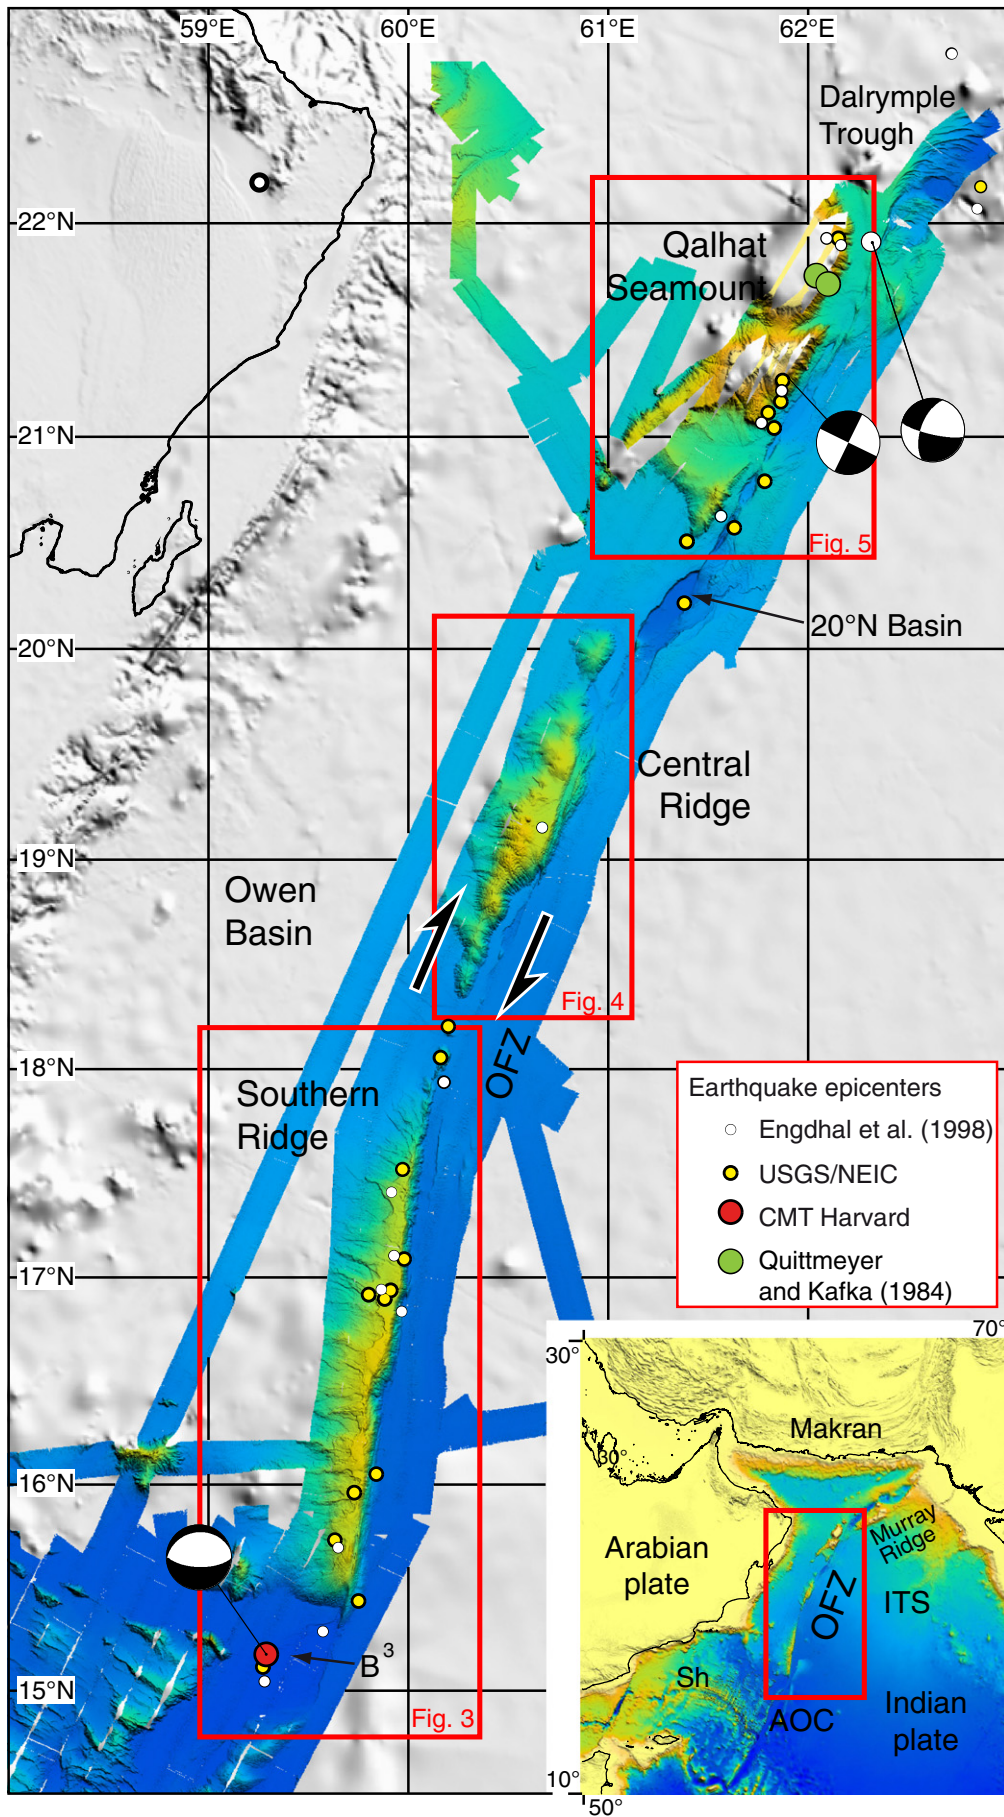 59°E
60°E
61°E
62°E
Dalrymple
Trough
22°N
Qalhat
Seamount
21°N
Fig. 5
20°N Basin
20°N
Central
Ridge
19°N
Owen
Basin
Fig. 4
18°N
OFZ
Southern
Ridge
Earthquake epicenters
Engdhal et al. (1998)
USGS/NEIC
CMT Harvard
Quittmeyer
and Kafka (1984)
17°N
16°N
B3
15°N
Fig. 3
70°
30°
Makran
30°
Murray
Ridge
Arabian
plate
OFZ
ITS
Sh
AOC
Indian
plate
10°
50°